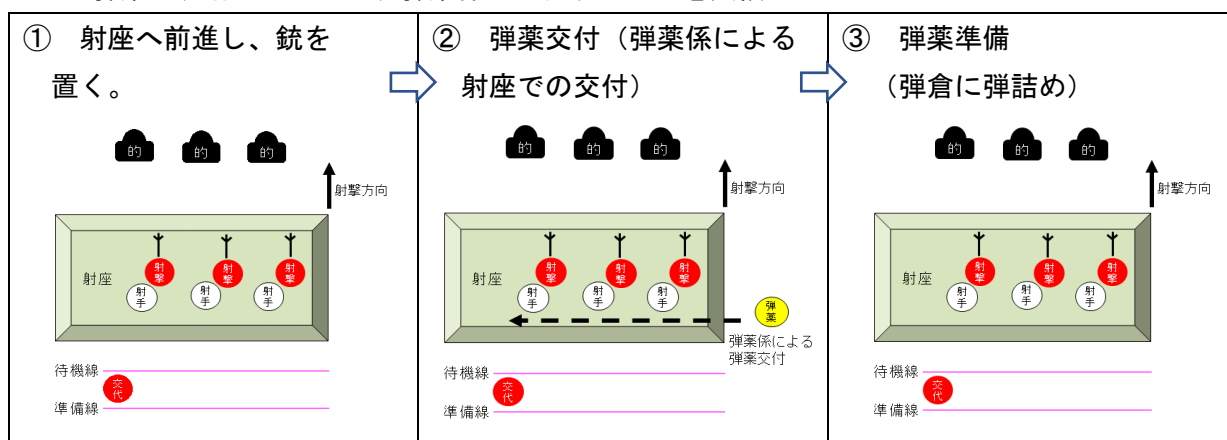 ① 射座へ前進し、銃を
置く。
的 的 的
射撃方向
射座
射撃 射撃 射撃
射手 射手 射手
待機線
交代
準備線
② 弾薬交付（弾薬係による
射座での交付）
的 的 的
射撃方向
射座
射撃 射撃 射撃
射手 射手 射手
弾薬
弾薬係による
弾薬交付
待機線
交代
準備線
③ 弾薬準備
（弾倉に弾詰め）
的 的 的
射撃方向
射座
射撃 射撃 射撃
射手 射手 射手
待機線
交代
準備線